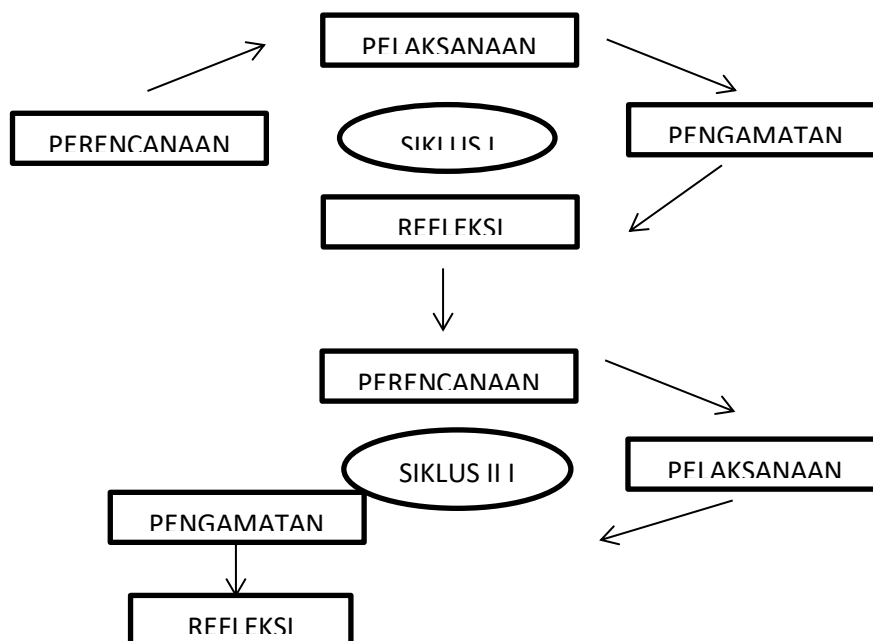 PELAKSANAAN
PERENCANAAN
SIKLUS I
PENGAMATAN
REFLEKSI
PERENCANAAN
SIKLUS II I
PELAKSANAAN
PENGAMATAN
REFLEKSI